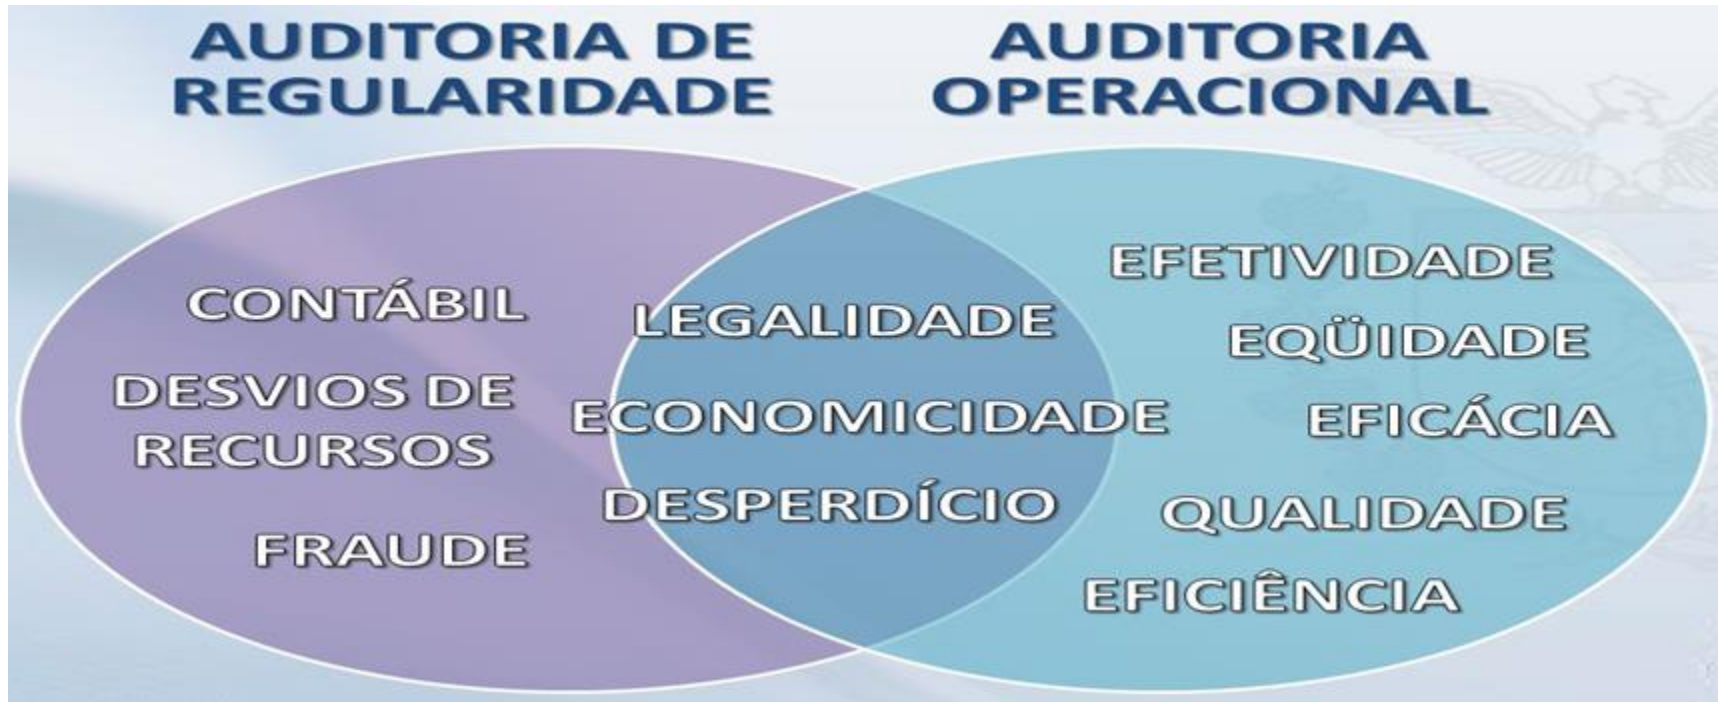 AUDITORIA DE
REGULARIDADE
AUDITORIA
OPERACIONAL
CONTÁBIL
DESVIOS DE
RECURSOS
FRAUDE
LEGALIDADE
ECONOMICIDADE
DESPERDÍCIO
EFETIVIDADE
EQÜIDADE
EFICÁCIA
QUALIDADE
EFICIÊNCIA